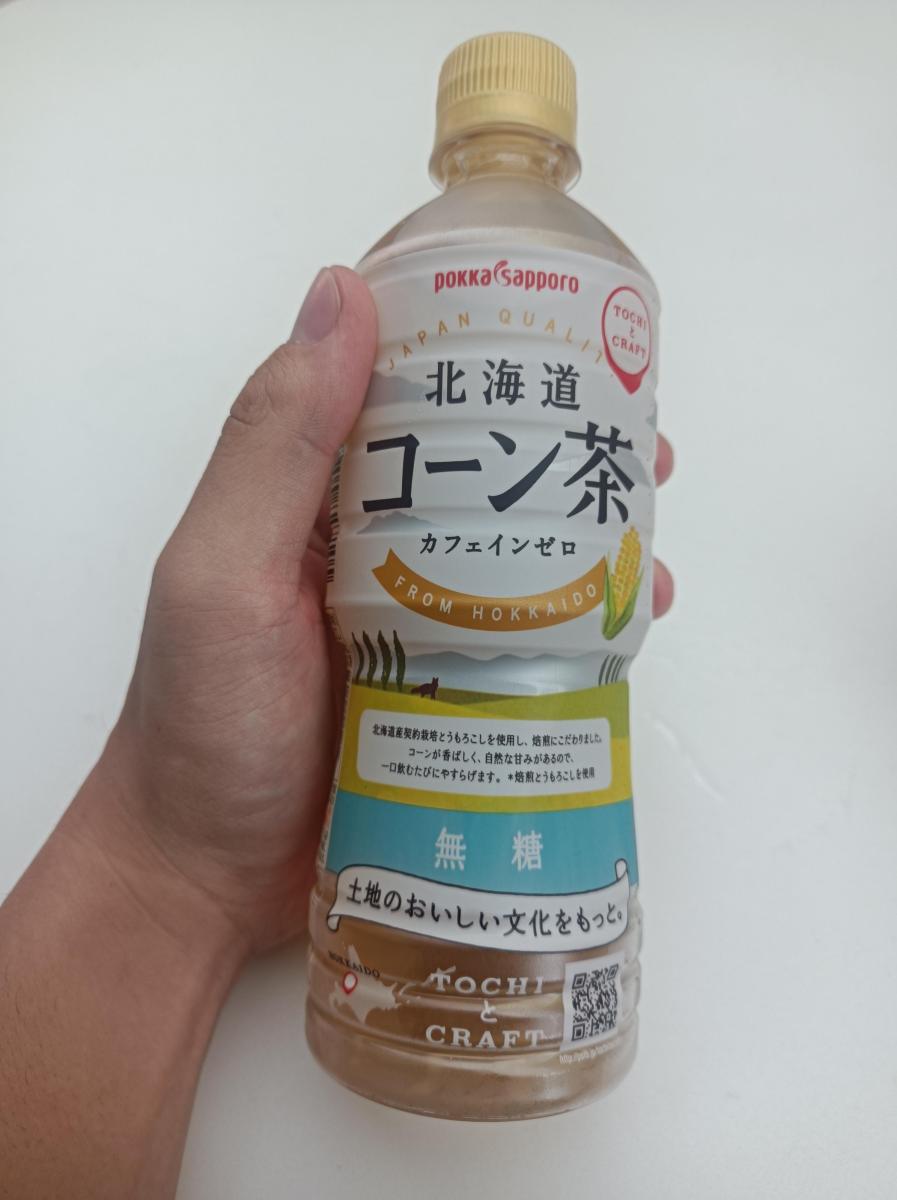 pokka sapporo
JAPAN QUALIT
TOCHI
と
CRAFT
北海道
コーン茶
カフェインゼロ
FROM HOKKAIDO
北海道産契約栽培とうもろこしを使用し、焙煎にこだわりました。
コーンが香ばしく、自然な甘みがあるので、
一口飲むたびにやすらげます。*焙煎とうもろこしを使用
無糖
土地のおいしい文化をもっと。
HOKKAIDO
TOCHI
と
CRAFT